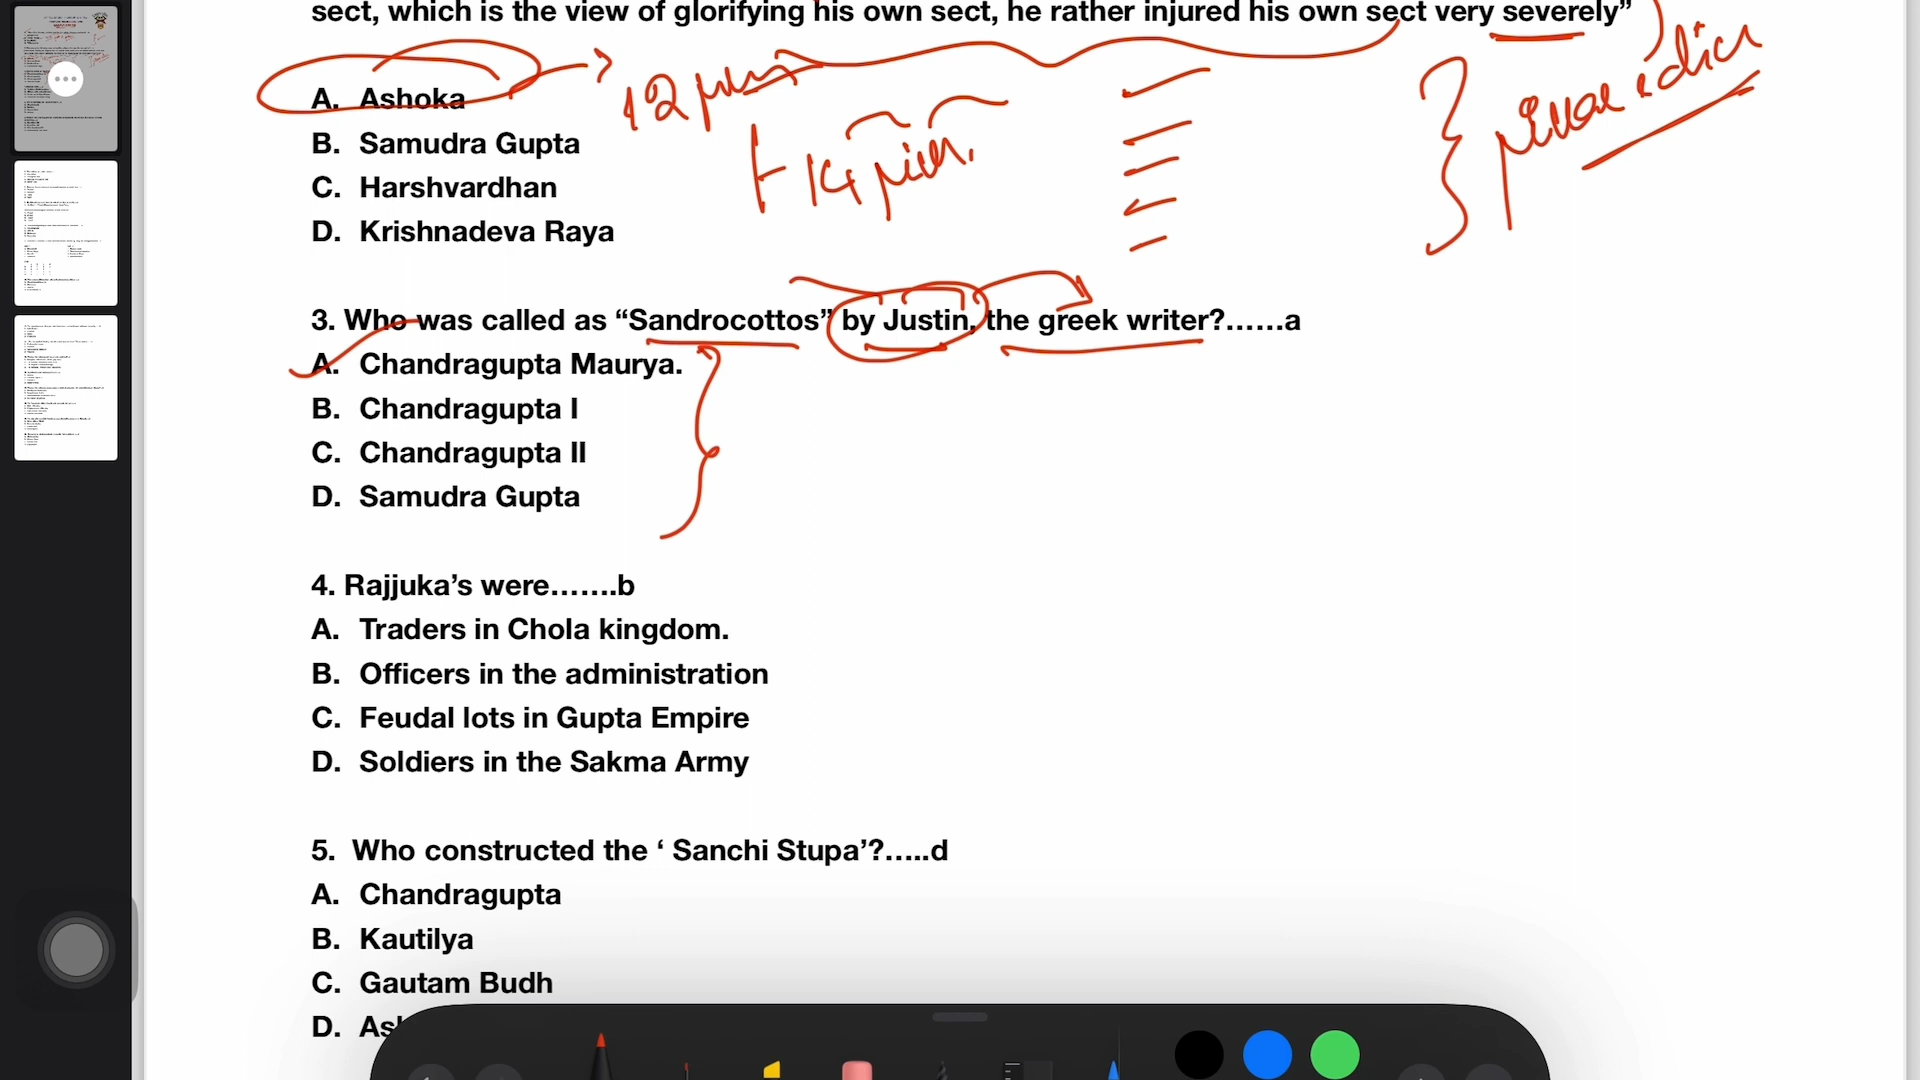 sect, which is the view of glorifying his own sect, he rather injured his own sect very severely”
A. Ashoka
B. Samudra Gupta
C. Harshvardhan
D. Krishnadeva Raya
3. Who was called as “Sandrocottos” by Justin, the greek writer?......a
A. Chandragupta Maurya.
B. Chandragupta I
C. Chandragupta II
D. Samudra Gupta
4. Rajjuka’s were…….b
A. Traders in Chola kingdom.
B. Officers in the administration
C. Feudal lots in Gupta Empire
D. Soldiers in the Sakma Army
5. Who constructed the ‘ Sanchi Stupa’?.....d
A. Chandragupta
B. Kautilya
C. Gautam Budh
D.
12
14